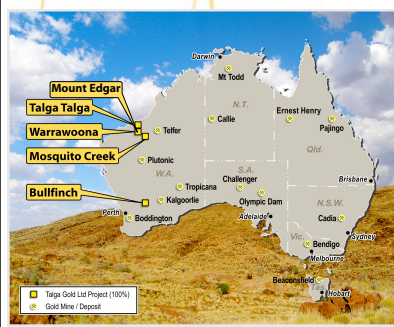 Darwin
Mt Todd
Mount Edgar
Talga Talga
Warrawoona
Mosquito Creek
Bullfinch
N.T.
Telfer
Callie
Ernest Henry
Pajingo
Qld.
Plutonic
W.A.
S.A.
Challenger
Tropicana
Olympic Dam
Brisbane
Kalgoorlie
N.S.W.
Perth
Boddington
Adelaide
Cadia
Sydney
Vic.
Bendigo
Melbourne
Beaconsfield
Tas.
Hobart
Talga Gold Ltd Project (100%)
Gold Mine / Deposit